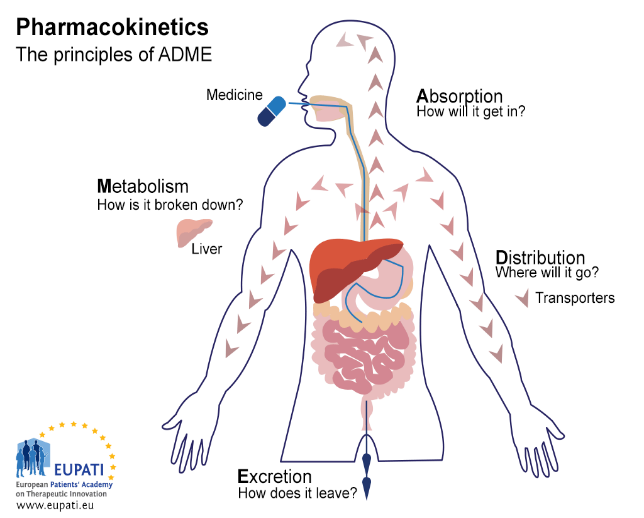 Pharmacokinetics
The principles of ADME
Medicine
Absorption
How will it get in?
Metabolism
How is it broken down?
Liver
Distribution
Where will it go?
Transporters
Excretion
How does it leave?
EUPATI
European Patients' Academy
on Therapeutic Innovation
www.eupati.eu